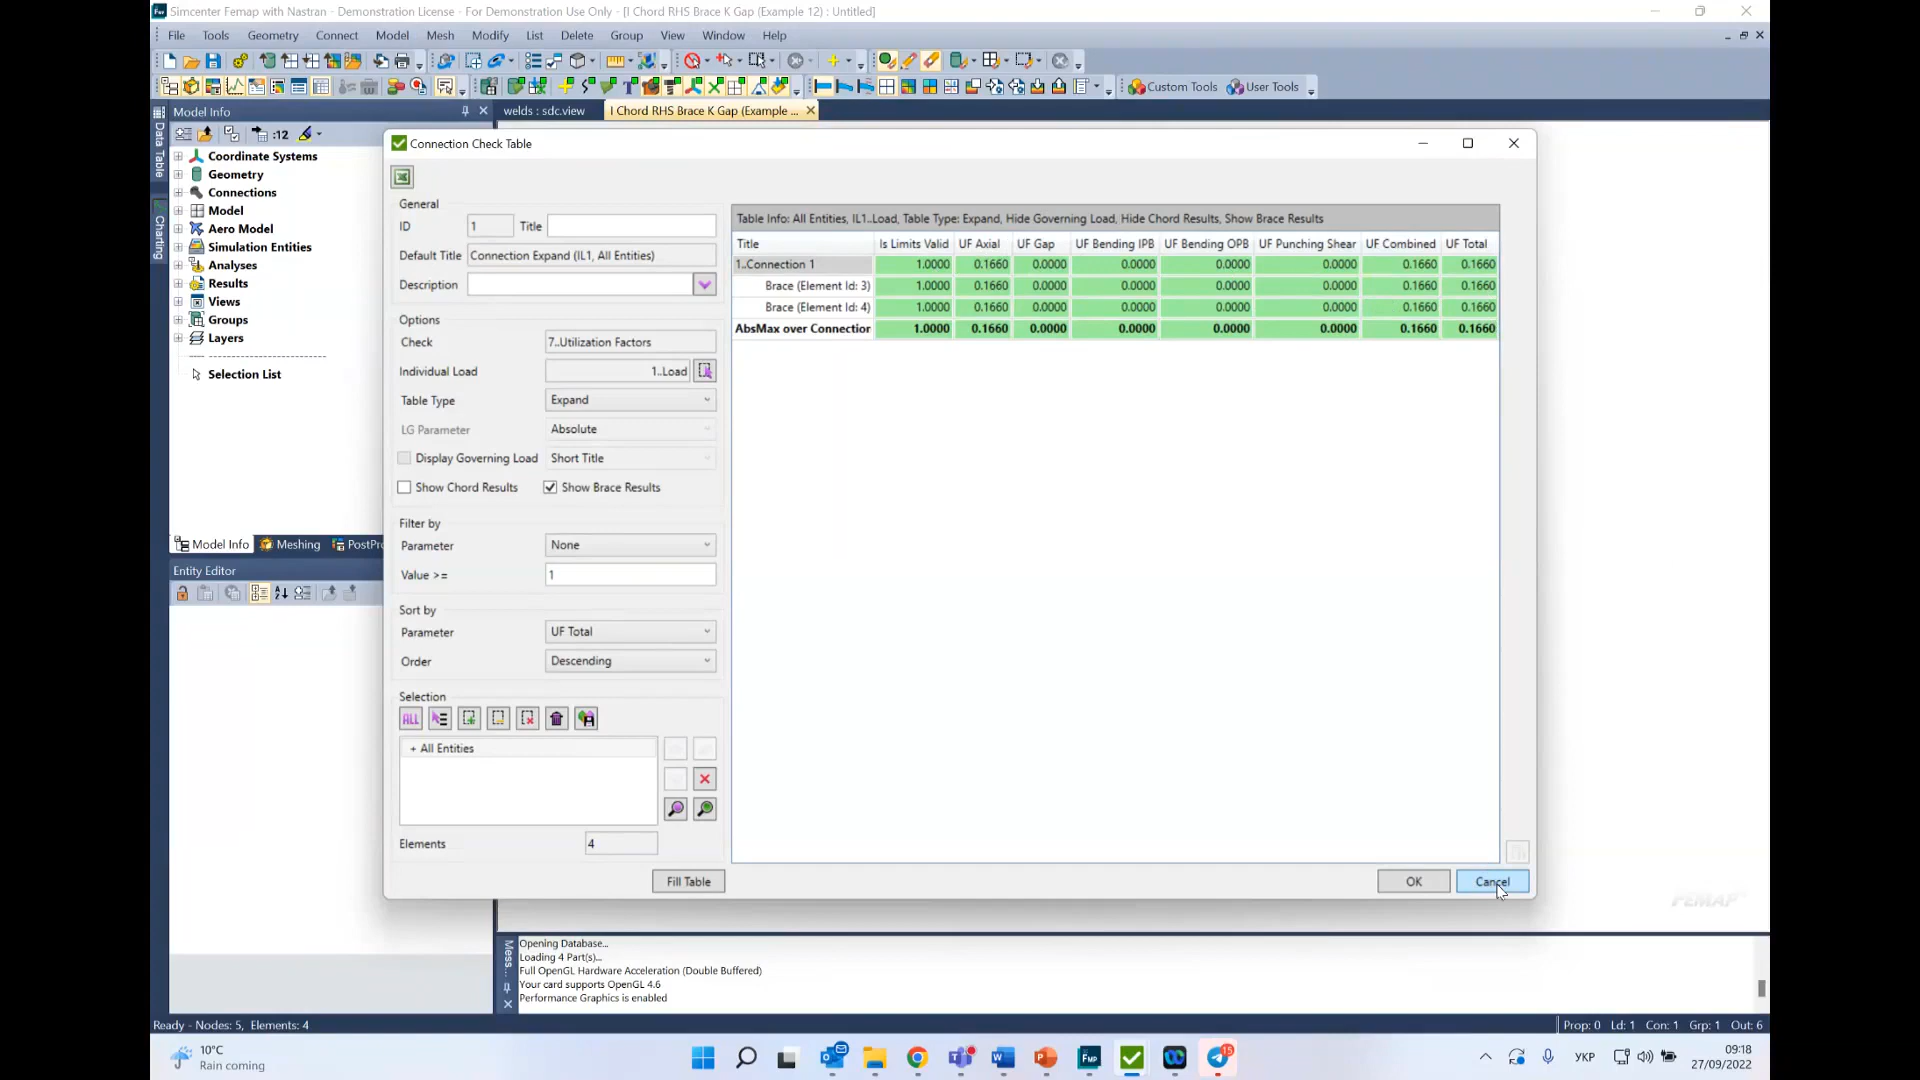 Simcenter Femap with Nastran - Demonstration License - For Demonstration Use Only - [I Chord RHS Brace K Gap (Example 12) : Untitled]
File Tools Geometry Connect Model Mesh Modify List Delete Group View Window Help
Custom Tools User Tools
Model Info
welds : sdc.view
I Chord RHS Brace K Gap (Example ...
:12
Data Table
Charting
Coordinate Systems
Geometry
Connections
Model
Aero Model
Simulation Entities
Analyses
Results
Views
Groups
Layers
Selection List
Model Info Meshing PostPr
Entity Editor
Connection Check Table
General
ID 1 Title
Default Title Connection Expand (IL1, All Entities)
Description
Options
Check 7..Utilization Factors
Individual Load 1..Load
Table Type Expand
LG Parameter Absolute
Display Governing Load Short Title
Show Chord Results Show Brace Results
Filter by
Parameter None
Value >= 1
Sort by
Parameter UF Total
Order Descending
Selection
ALL
+ All Entities
Elements 4
Fill Table
Table Info: All Entities, IL1..Load, Table Type: Expand, Hide Governing Load, Hide Chord Results, Show Brace Results
Title Is Limits Valid UF Axial UF Gap UF Bending IPB UF Bending OPB UF Punching Shear UF Combined UF Total
1..Connection 1 1.0000 0.1660 0.0000 0.0000 0.0000 0.0000 0.1660 0.1660
Brace (Element Id: 3) 1.0000 0.1660 0.0000 0.0000 0.0000 0.0000 0.1660 0.1660
Brace (Element Id: 4) 1.0000 0.1660 0.0000 0.0000 0.0000 0.0000 0.1660 0.1660
AbsMax over Connection 1.0000 0.1660 0.0000 0.0000 0.0000 0.0000 0.1660 0.1660
OK Cancel
FEMAP
Mess...
Opening Database...
Loading 4 Part(s)...
Full OpenGL Hardware Acceleration (Double Buffered)
Your card supports OpenGL 4.6
Performance Graphics is enabled
Ready - Nodes: 5, Elements: 4
Prop: 0 Ld: 1 Con: 1 Grp: 1 Out: 6
10°C
Rain coming
15
УКР
09:18
27/09/2022